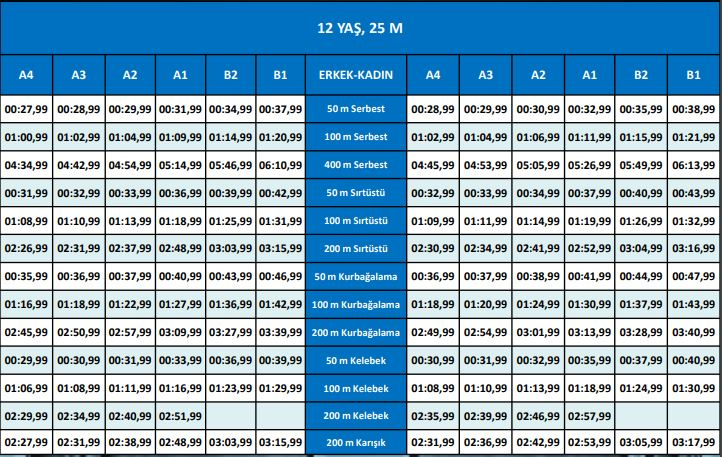 12 YAŞ, 25 M
A4 A3 A2 A1 B2 B1 ERKEK-KADIN A4 A3 A2 A1 B2 B1
00:27,99 00:28,99 00:29,99 00:31,99 00:34,99 00:37,99 50 m Serbest 00:28,99 00:29,99 00:30,99 00:32,99 00:35,99 00:38,99
01:00,99 01:02,99 01:04,99 01:09,99 01:14,99 01:20,99 100 m Serbest 01:02,99 01:04,99 01:06,99 01:11,99 01:15,99 01:21,99
04:34,99 04:42,99 04:54,99 05:14,99 05:46,99 06:10,99 400 m Serbest 04:45,99 04:53,99 05:05,99 05:26,99 05:49,99 06:13,99
00:31,99 00:32,99 00:33,99 00:36,99 00:39,99 00:42,99 50 m Sırtüstü 00:32,99 00:33,99 00:34,99 00:37,99 00:40,99 00:43,99
01:08,99 01:10,99 01:13,99 01:18,99 01:25,99 01:31,99 100 m Sırtüstü 01:09,99 01:11,99 01:14,99 01:19,99 01:26,99 01:32,99
02:26,99 02:31,99 02:37,99 02:48,99 03:03,99 03:15,99 200 m Sırtüstü 02:30,99 02:34,99 02:41,99 02:52,99 03:04,99 03:16,99
00:35,99 00:36,99 00:37,99 00:40,99 00:43,99 00:46,99 50 m Kurbağalama 00:36,99 00:37,99 00:38,99 00:41,99 00:44,99 00:47,99
01:16,99 01:18,99 01:22,99 01:27,99 01:36,99 01:42,99 100 m Kurbağalama 01:18,99 01:20,99 01:24,99 01:30,99 01:37,99 01:43,99
02:45,99 02:50,99 02:57,99 03:09,99 03:27,99 03:39,99 200 m Kurbağalama 02:49,99 02:54,99 03:01,99 03:13,99 03:28,99 03:40,99
00:29,99 00:30,99 00:31,99 00:33,99 00:36,99 00:39,99 50 m Kelebek 00:30,99 00:31,99 00:32,99 00:35,99 00:37,99 00:40,99
01:06,99 01:08,99 01:11,99 01:16,99 01:23,99 01:29,99 100 m Kelebek 01:08,99 01:10,99 01:13,99 01:18,99 01:24,99 01:30,99
02:29,99 02:34,99 02:40,99 02:51,99 200 m Kelebek 02:35,99 02:39,99 02:46,99 02:57,99
02:27,99 02:31,99 02:38,99 02:48,99 03:03,99 03:15,99 200 m Karışık 02:31,99 02:36,99 02:42,99 02:53,99 03:05,99 03:17,99